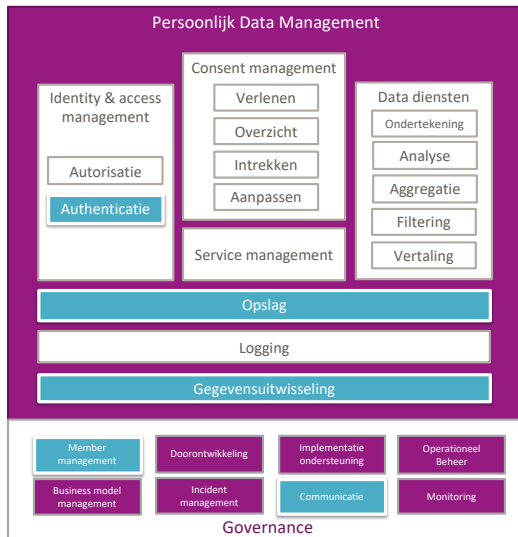 Persoonlijk Data Management
Identity & access
management
Autorisatie
Authenticatie
Consent management
Verlenen
Overzicht
Intrekken
Aanpassen
Service management
Data diensten
Ondertekening
Analyse
Aggregatie
Filtering
Vertaling
Opslag
Logging
Gegevensuitwisseling
Member
management
Doorontwikkeling
Implementatie
ondersteuning
Operationeel
Beheer
Business model
management
Incident
management
Communicatie
Monitoring
Governance